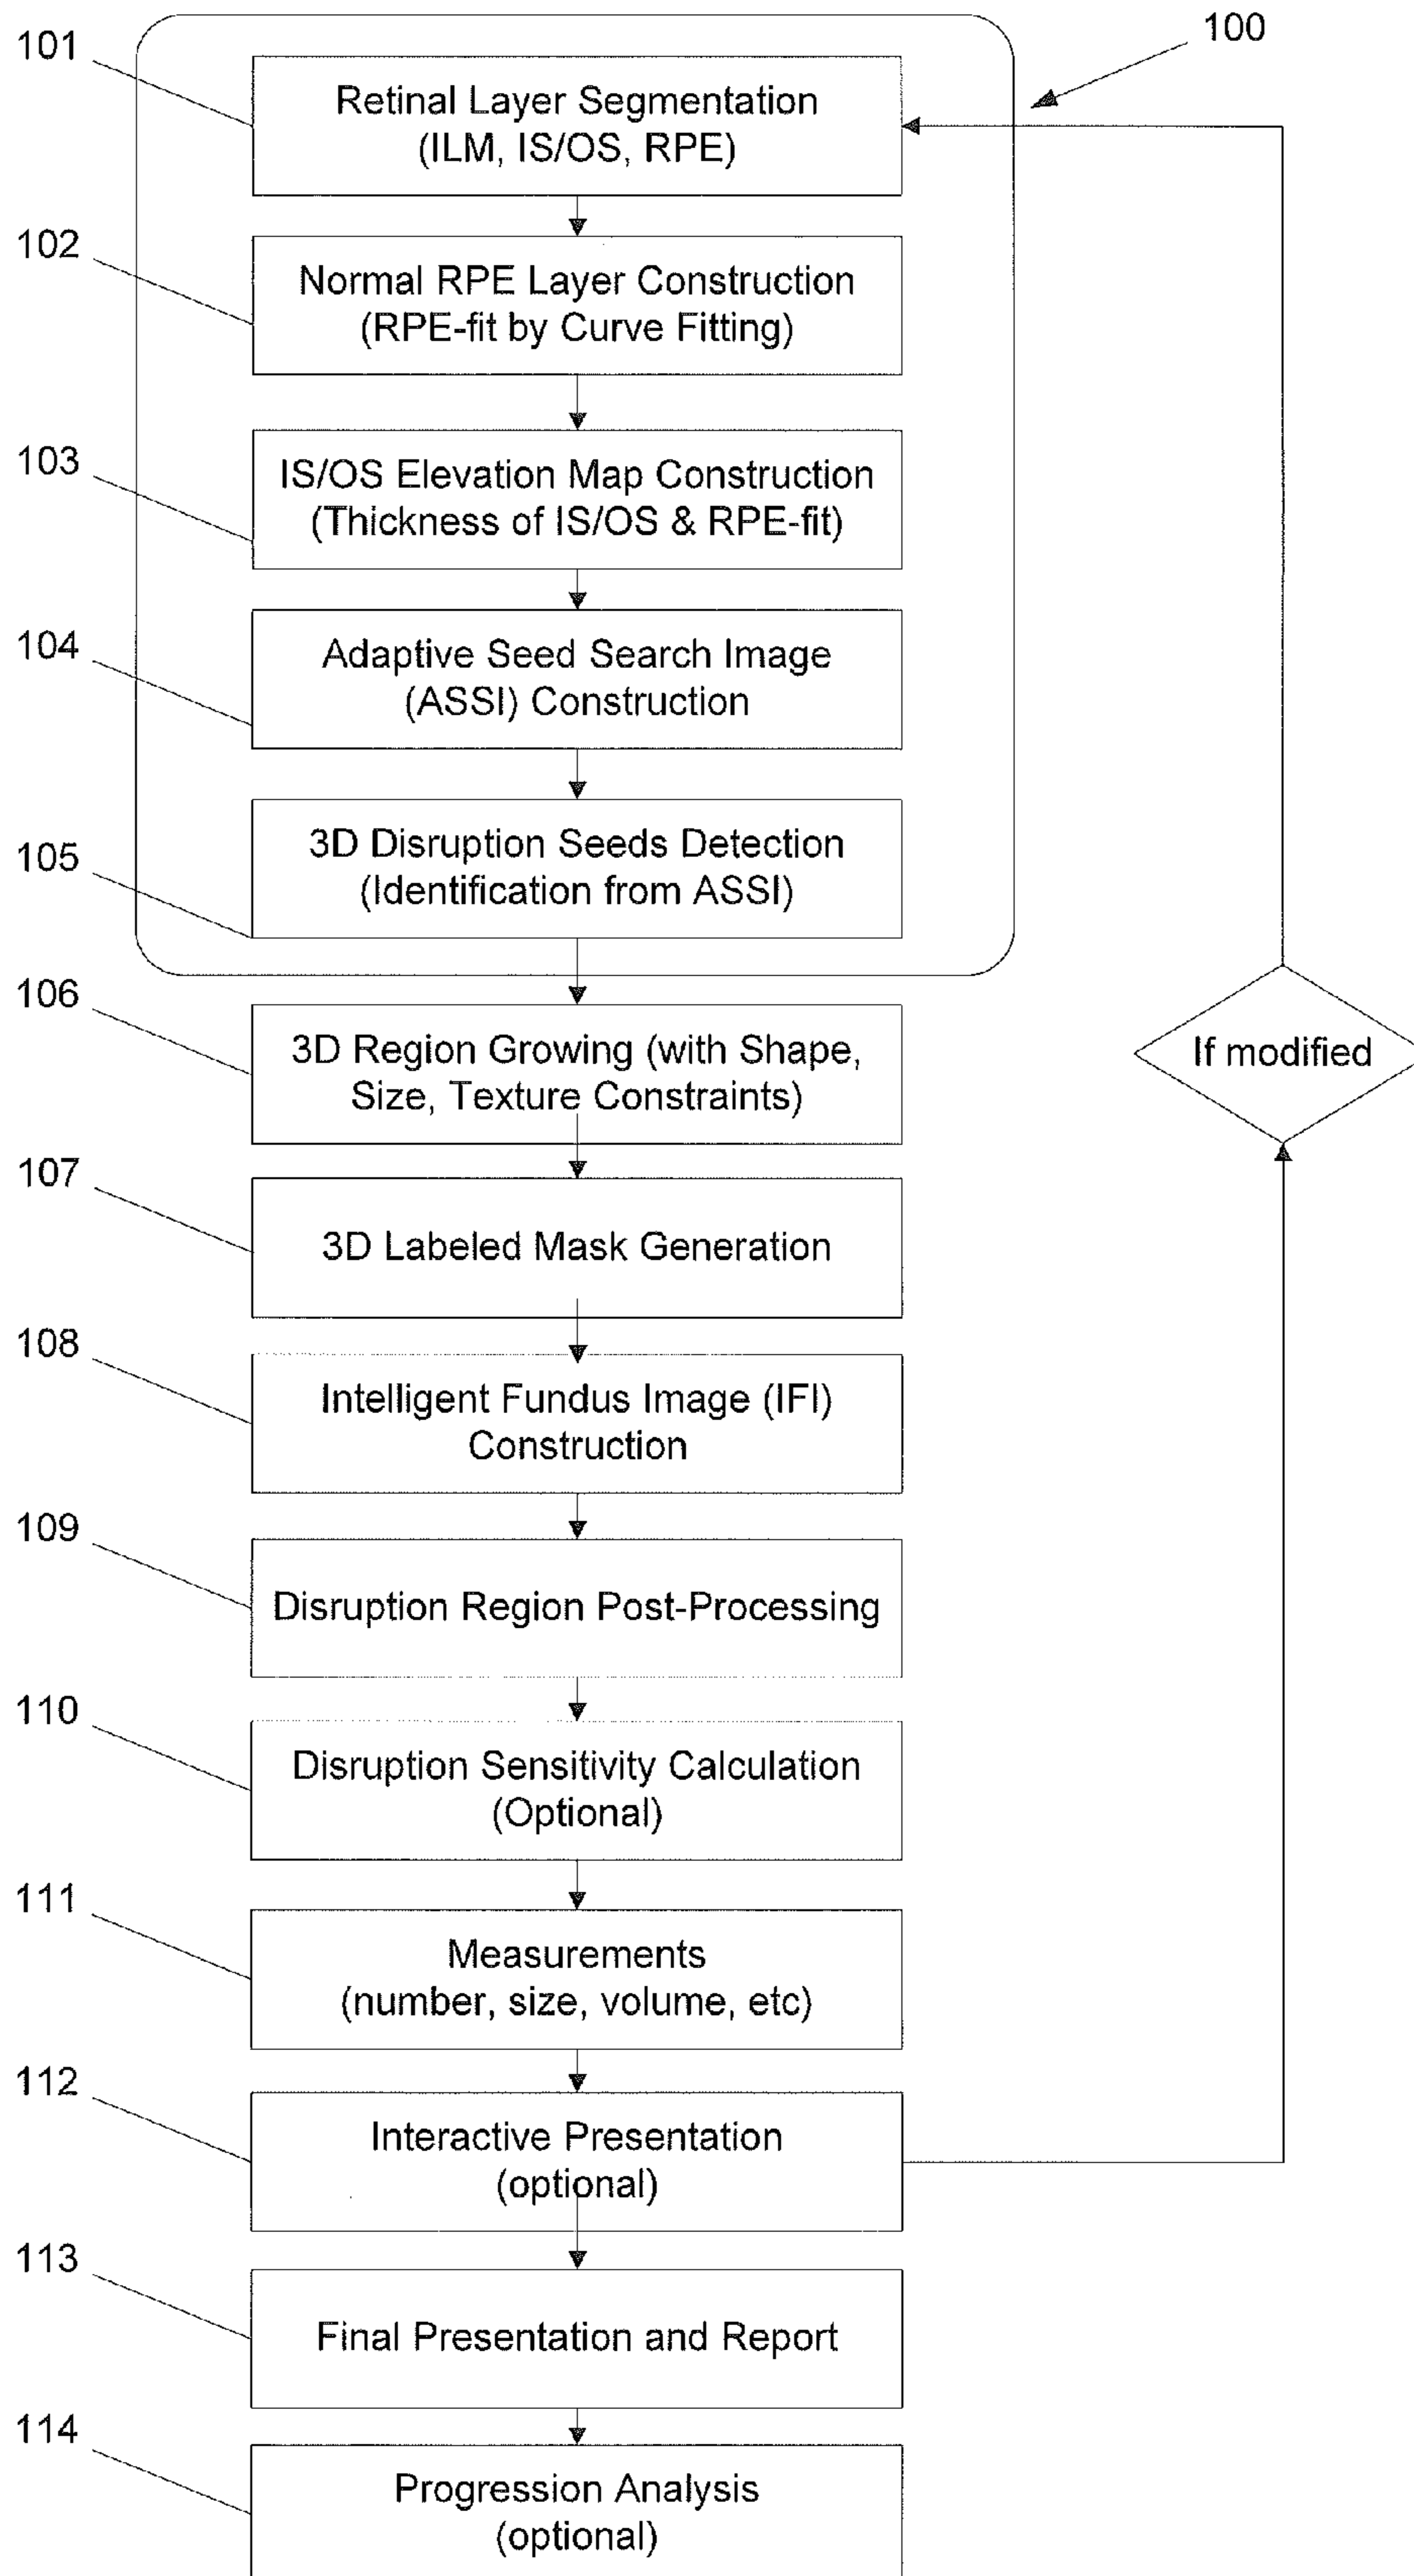 100
101
Retinal Layer Segmentation
(ILM, IS/OS, RPE)
102
Normal RPE Layer Construction
(RPE-fit by Curve Fitting)
103
IS/OS Elevation Map Construction
(Thickness of IS/OS & RPE-fit)
104
Adaptive Seed Search Image
(ASSI) Construction
105
3D Disruption Seeds Detection
(Identification from ASSI)
106
3D Region Growing (with Shape,
Size, Texture Constraints)
If modified
107
3D Labeled Mask Generation
108
Intelligent Fundus Image (IFI)
Construction
109
Disruption Region Post-Processing
110
Disruption Sensitivity Calculation
(Optional)
111
Measurements
(number, size, volume, etc)
112
Interactive Presentation
(optional)
113
Final Presentation and Report
114
Progression Analysis
(optional)